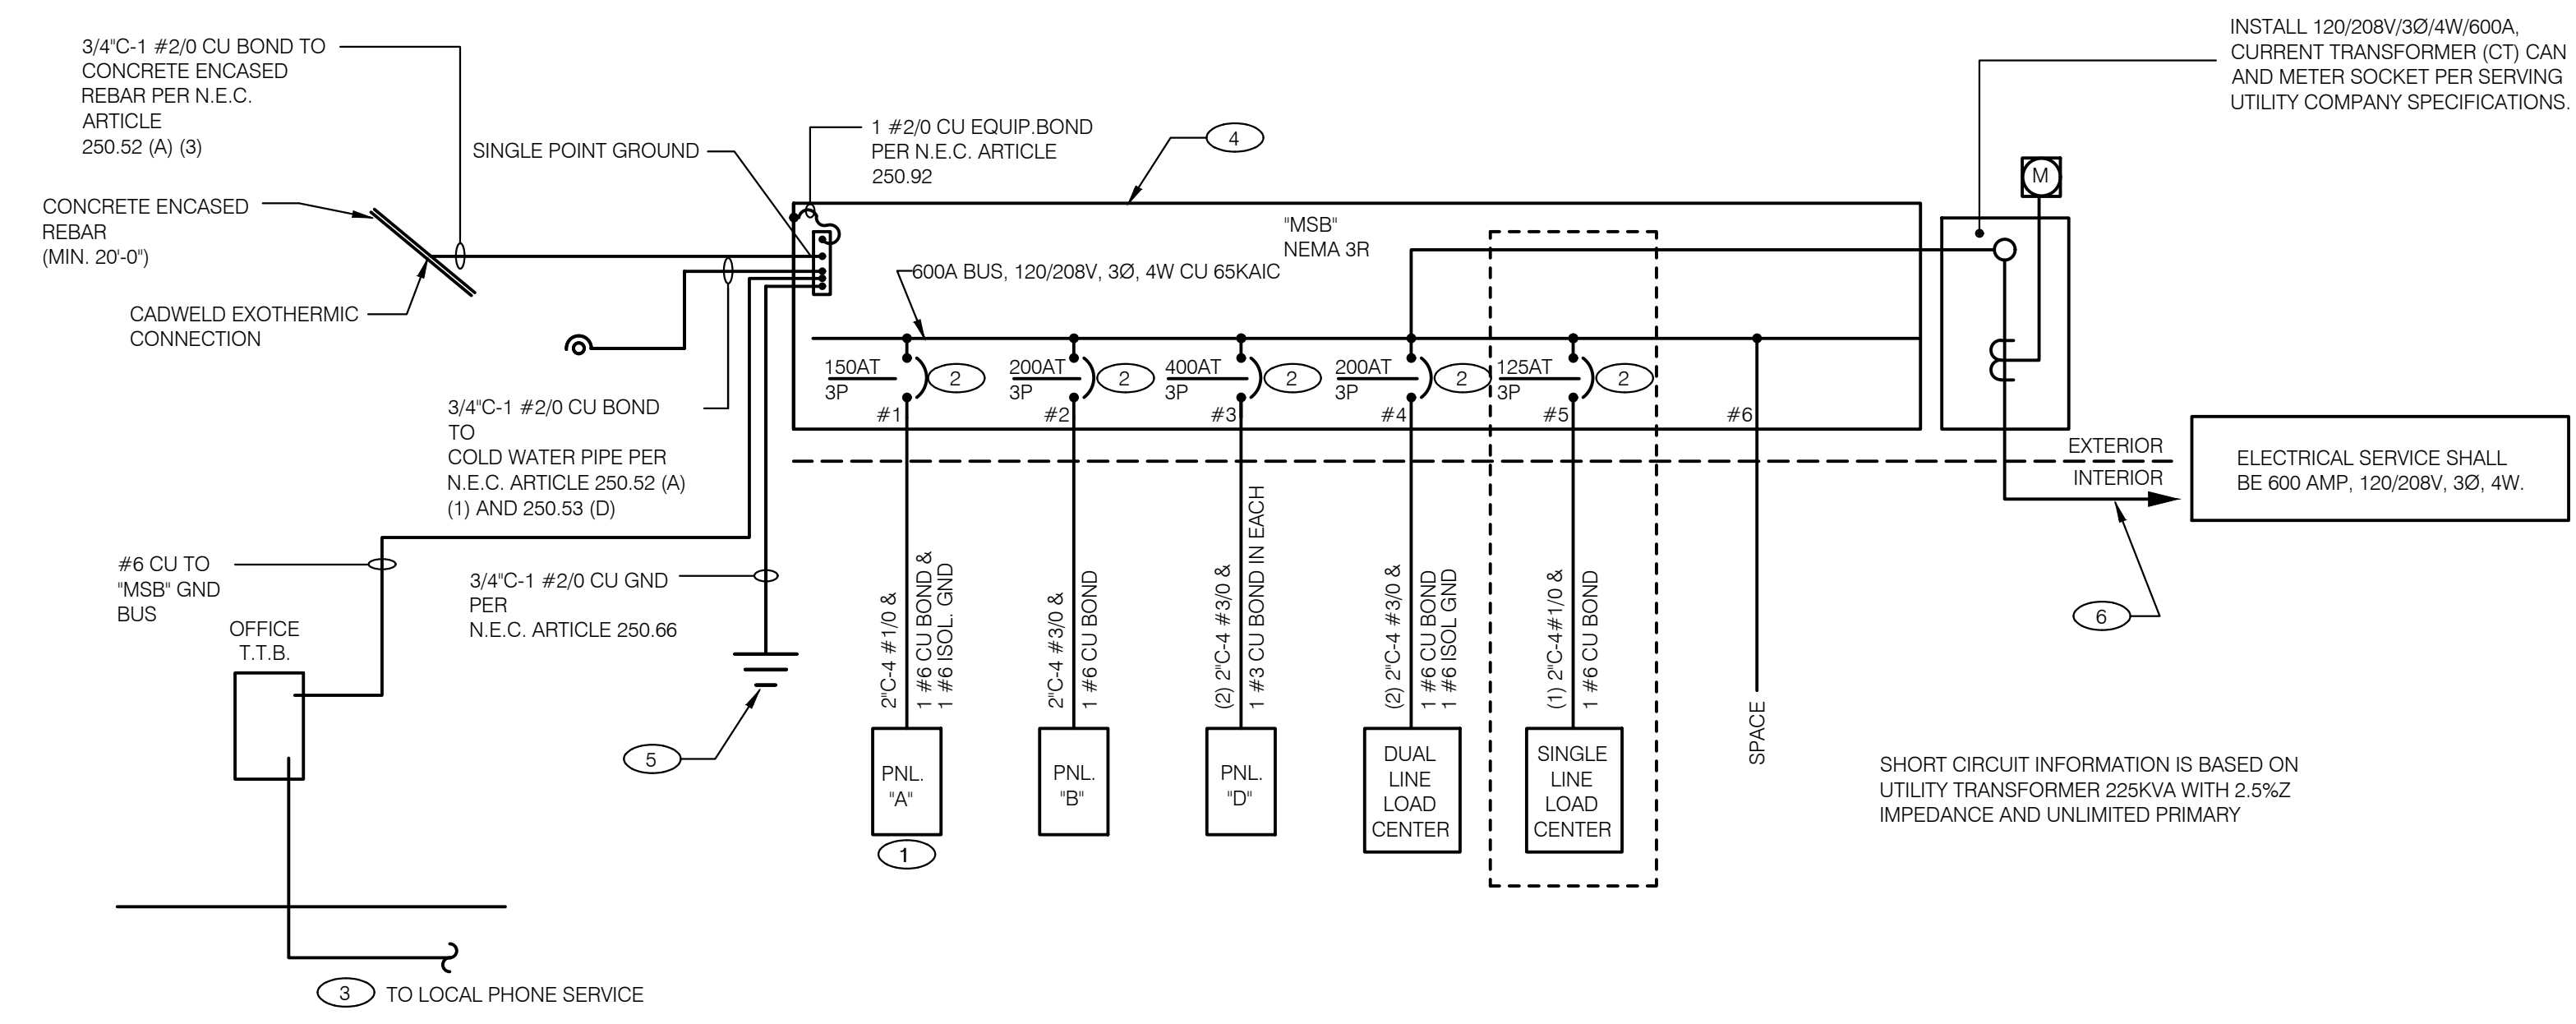 3/4"C-1 #2/0 CU BOND TO
CONCRETE ENCASED
REBAR PER N.E.C.
ARTICLE
250.52 (A) (3)
SINGLE POINT GROUND
1 #2/0 CU EQUIP.BOND
PER N.E.C. ARTICLE
250.92
4
INSTALL 120/208V/3Ø/4W/600A,
CURRENT TRANSFORMER (CT) CAN
AND METER SOCKET PER SERVING
UTILITY COMPANY SPECIFICATIONS.
M
CONCRETE ENCASED
REBAR
(MIN. 20'-0")
CADWELD EXOTHERMIC
CONNECTION
"MSB"
NEMA 3R
600A BUS, 120/208V, 3Ø, 4W CU 65KAIC
150AT
3P
2
#1
200AT
3P
2
#2
400AT
3P
2
#3
200AT
3P
2
#4
125AT
3P
2
#5
#6
3/4"C-1 #2/0 CU BOND
TO
COLD WATER PIPE PER
N.E.C. ARTICLE 250.52 (A)
(1) AND 250.53 (D)
EXTERIOR
INTERIOR
ELECTRICAL SERVICE SHALL
BE 600 AMP, 120/208V, 3Ø, 4W.
6
#6 CU TO
"MSB" GND
BUS
OFFICE
T.T.B.
3/4"C-1 #2/0 CU GND
PER
N.E.C. ARTICLE 250.66
5
2"C-4 #1/0 &
1 #6 CU BOND &
1 #6 ISOL. GND
2"C-4 #3/0 &
1 #6 CU BOND
(2) 2"C-4 #3/0 &
1 #3 CU BOND IN EACH
(2) 2"C-4 #3/0 &
1 #6 CU BOND
1 #6 ISOL GND
(1) 2"C-4#1/0 &
1 #6 CU BOND
SPACE
PNL.
"A"
1
PNL.
"B"
PNL.
"D"
DUAL
LINE
LOAD
CENTER
SINGLE
LINE
LOAD
CENTER
SHORT CIRCUIT INFORMATION IS BASED ON
UTILITY TRANSFORMER 225KVA WITH 2.5%Z
IMPEDANCE AND UNLIMITED PRIMARY
3
TO LOCAL PHONE SERVICE